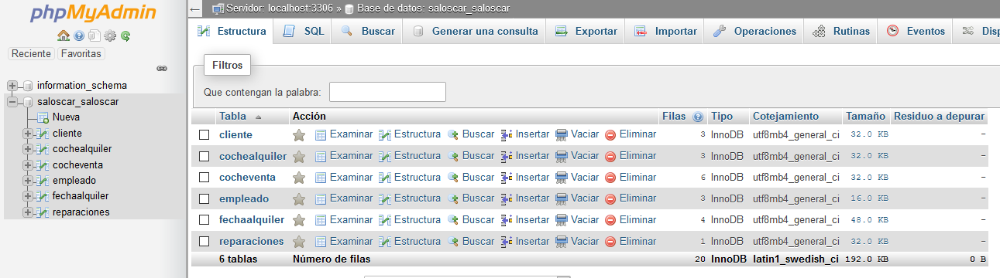 phpMyAdmin
Reciente Favoritas
information_schema
saloscar_saloscar
Nueva
cliente
cochealquiler
cocheventa
empleado
fechaalquiler
reparaciones
Servidor: localhost:3306 » Base de datos: saloscar_saloscar
Estructura SQL Buscar Generar una consulta Exportar Importar Operaciones Rutinas Eventos Disp
Filtros
Que contengan la palabra:
Tabla Acción Filas Tipo Cotejamiento Tamaño Residuo a depurar
cliente Examinar Estructura Buscar Insertar Vaciar Eliminar 3 InnoDB utf8mb4_general_ci 32.0 KB -
cochealquiler Examinar Estructura Buscar Insertar Vaciar Eliminar 3 InnoDB utf8mb4_general_ci 32.0 KB -
cocheventa Examinar Estructura Buscar Insertar Vaciar Eliminar 6 InnoDB utf8mb4_general_ci 32.0 KB -
empleado Examinar Estructura Buscar Insertar Vaciar Eliminar 3 InnoDB utf8mb4_general_ci 16.0 KB -
fechaalquiler Examinar Estructura Buscar Insertar Vaciar Eliminar 4 InnoDB utf8mb4_general_ci 48.0 KB -
reparaciones Examinar Estructura Buscar Insertar Vaciar Eliminar 1 InnoDB utf8mb4_general_ci 32.0 KB -
6 tablas Número de filas 20 InnoDB latin1_swedish_ci 192.0 KB 0 B